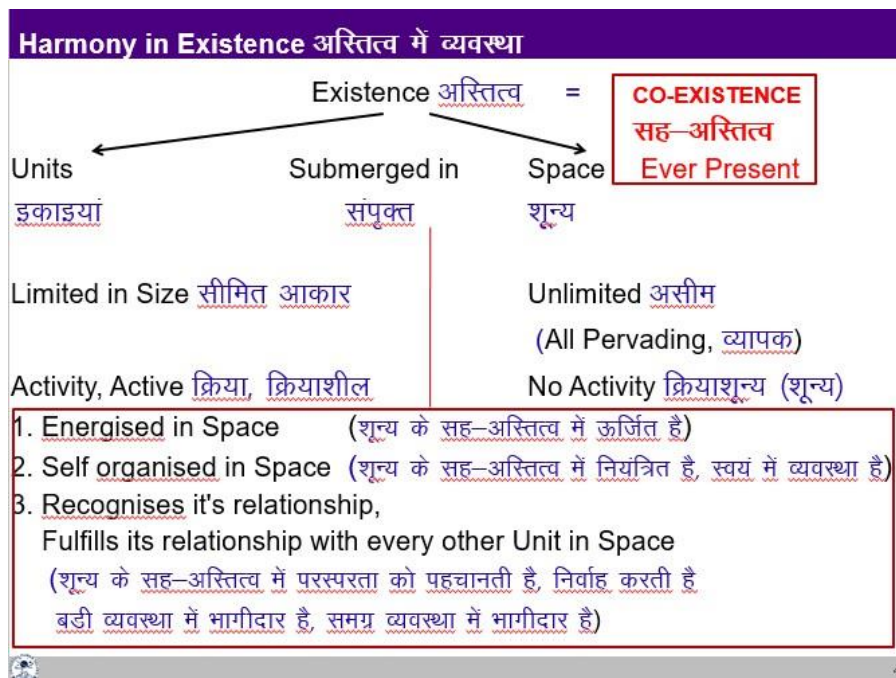 Harmony in Existence अस्तित्व में व्यवस्था
Existence अस्तित्व = CO-EXISTENCE
सह–अस्तित्व
Units Submerged in Space Ever Present
इकाइयां संपृक्त शून्य
Limited in Size सीमित आकार Unlimited असीम
(All Pervading, व्यापक)
Activity, Active क्रिया, क्रियाशील No Activity क्रियाशून्य (शून्य)
1. Energised in Space (शून्य के सह–अस्तित्व में ऊर्जित है)
2. Self organised in Space (शून्य के सह–अस्तित्व में नियंत्रित है, स्वयं में व्यवस्था है)
3. Recognises it's relationship,
Fulfills its relationship with every other Unit in Space
(शून्य के सह–अस्तित्व में परस्परता को पहचानती है, निर्वाह करती है
बडी व्यवस्था में भागीदार है, समग्र व्यवस्था में भागीदार है)